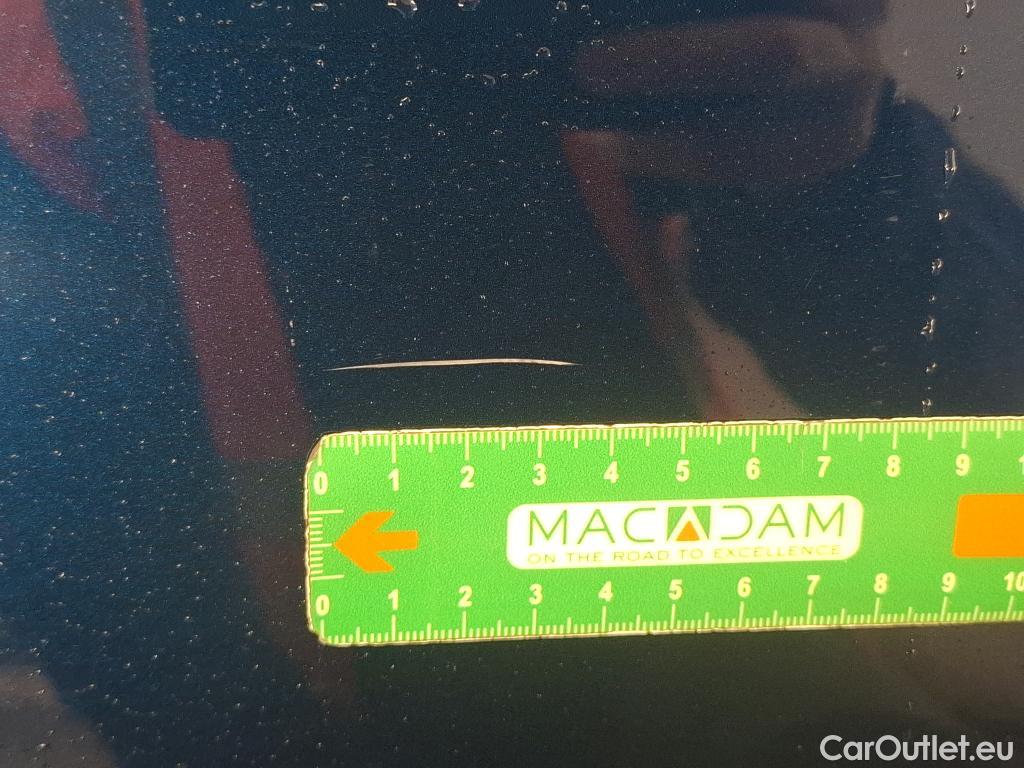 0 1 2 3 4 5 6 7 8 9
MACADAM
ON THE ROAD TO EXCELLENCE
0 1 2 3 4 5 6 7 8 9 10
CarOutlet.eu